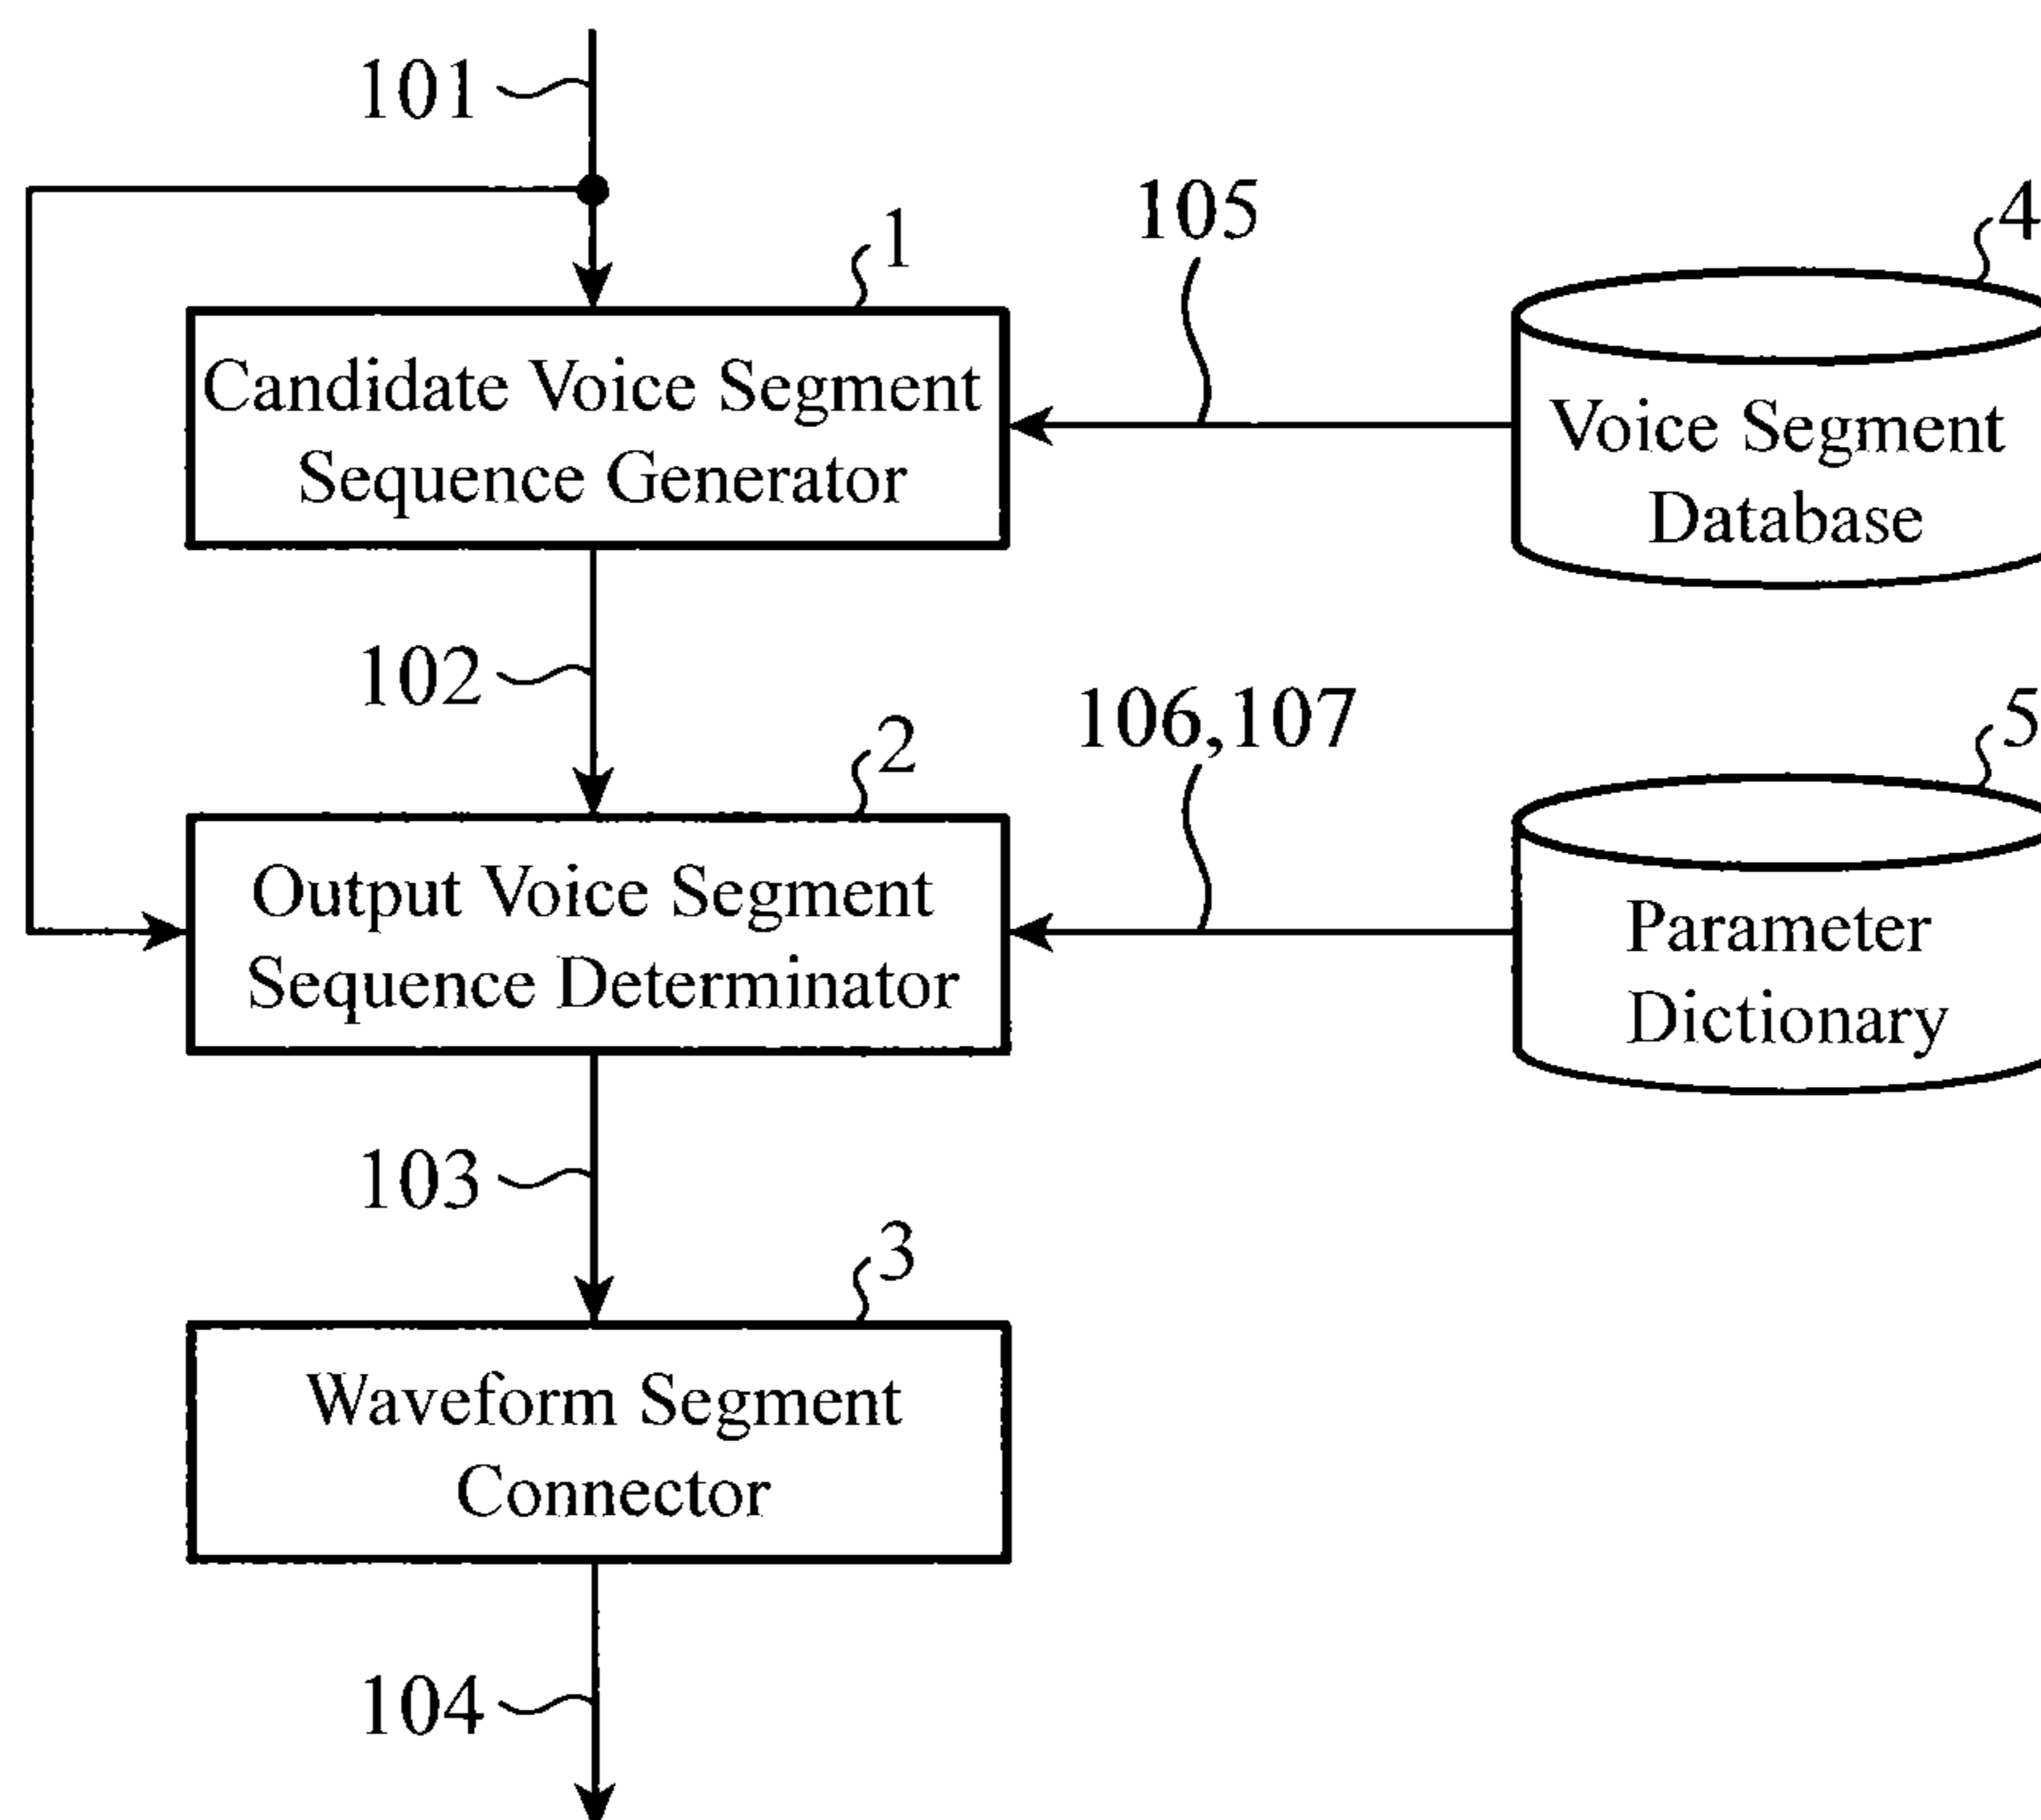 101
1
105
4
Candidate Voice Segment
Sequence Generator
Voice Segment
Database
102
106,107
2
5
Output Voice Segment
Sequence Determinator
Parameter
Dictionary
103
3
Waveform Segment
Connector
104